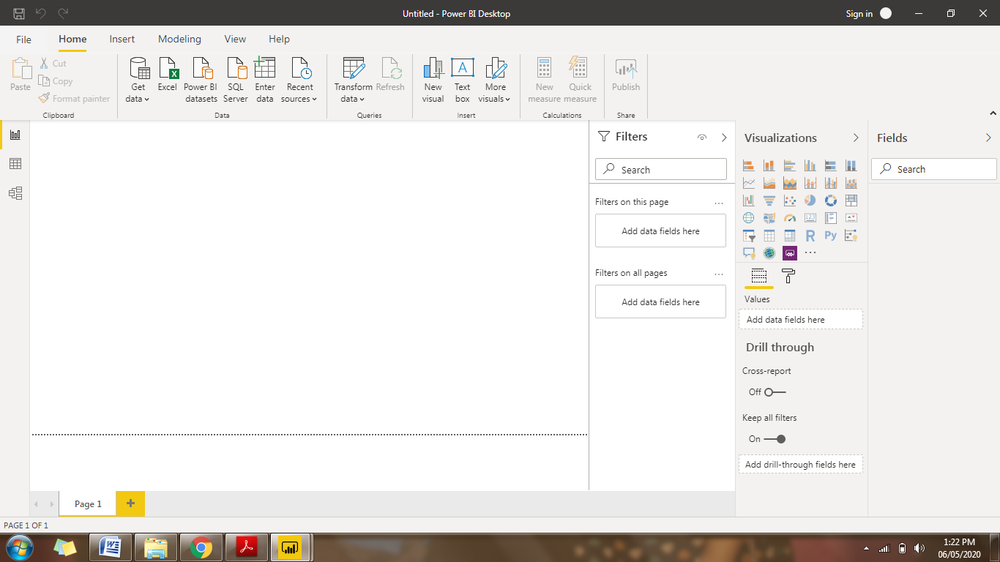 Untitled - Power BI Desktop
Sign in
File
Home
Insert
Modeling
View
Help
Paste
Cut
Copy
Format painter
Clipboard
Get
data
Excel
Power BI
datasets
SQL
Server
Enter
data
Recent
sources
Data
Transform
data
Refresh
Queries
New
visual
Text
box
More
visuals
Insert
New
measure
Quick
measure
Calculations
Publish
Share
Filters
Search
Filters on this page
...
Add data fields here
Filters on all pages
...
Add data fields here
Visualizations
123
R
Py
...
Values
Add data fields here
Drill through
Cross-report
Off
Keep all filters
On
Add drill-through fields here
Fields
Search
Page 1
PAGE 1 OF 1
1:22 PM
06/05/2020